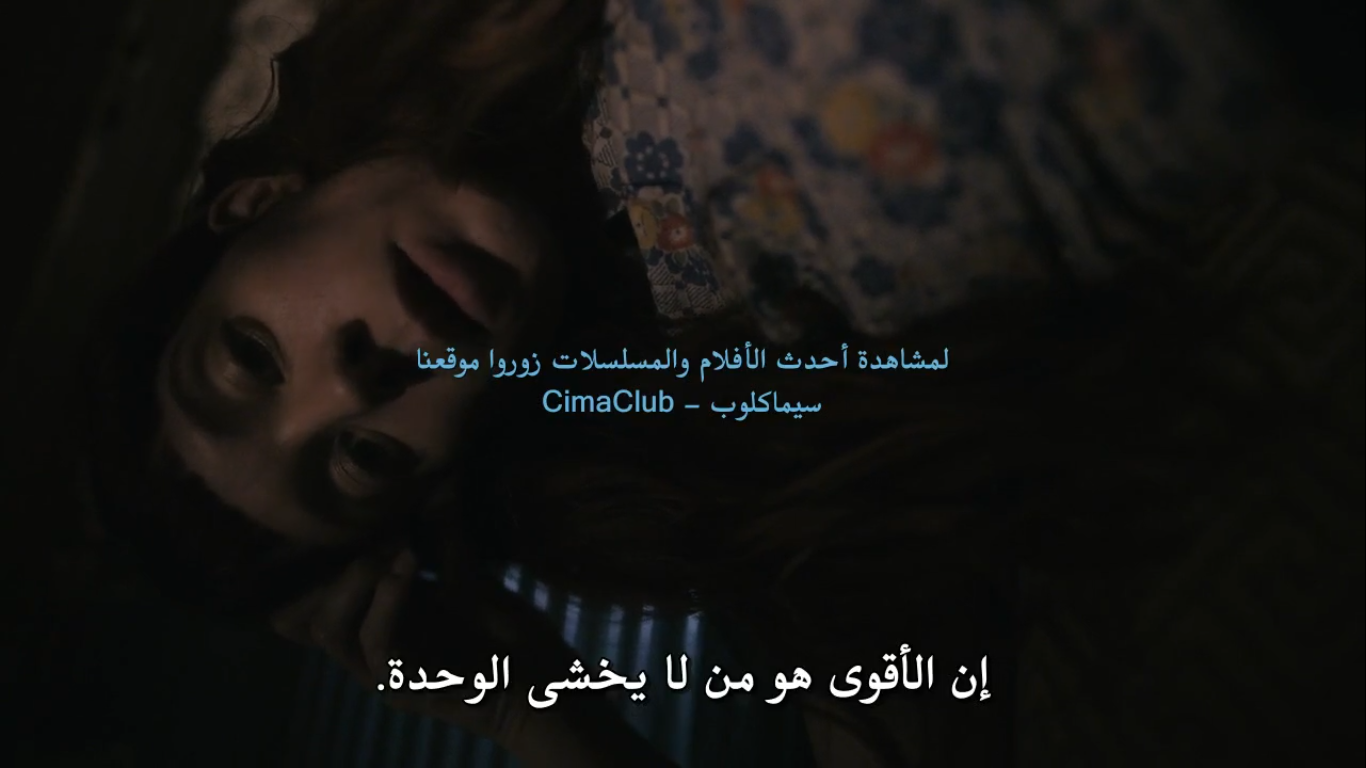 لمشاهدة أحدث الأفلام والمسلسلات زوروا موقعنا
سيماكلوب – CimaClub
إن الأقوى هو من لا يخشى الوحدة.